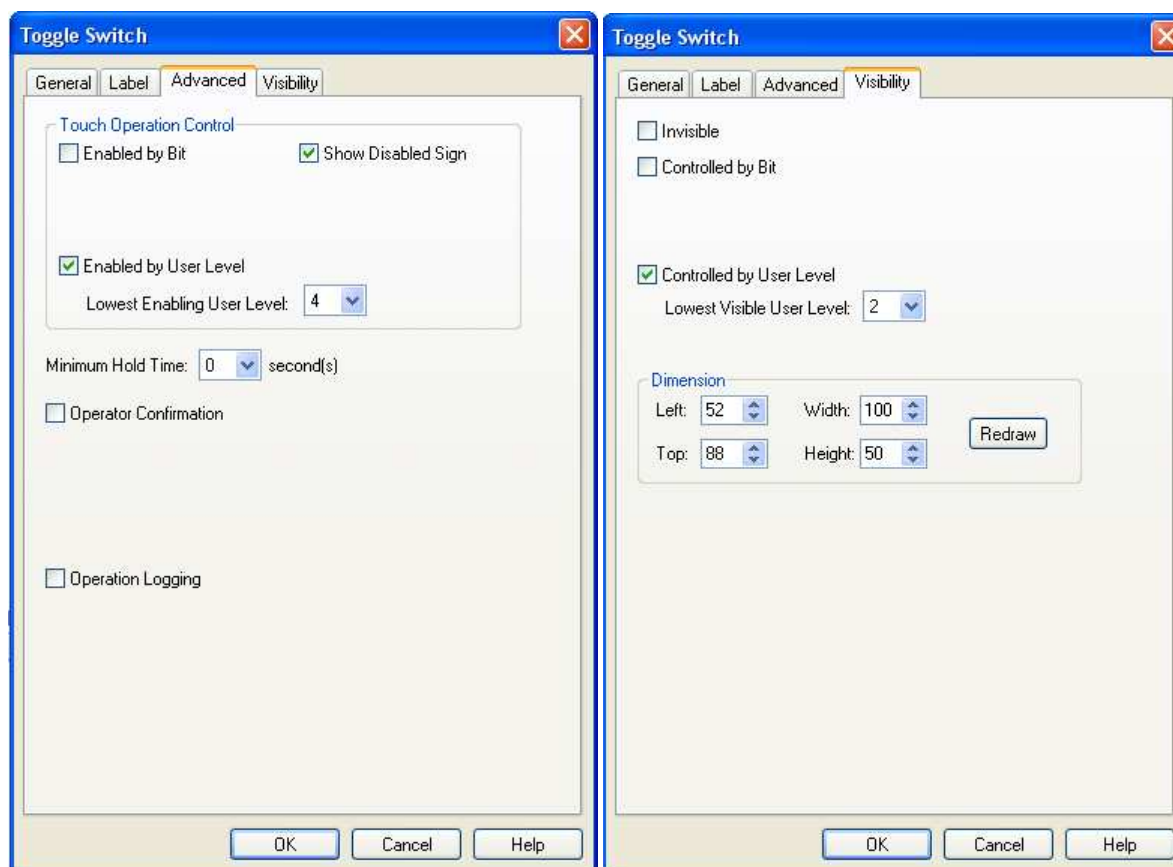 Toggle Switch
General Label Advanced Visibility
Touch Operation Control
Enabled by Bit Show Disabled Sign
Enabled by User Level
Lowest Enabling User Level: 4
Minimum Hold Time: 0 second(s)
Operator Confirmation
Operation Logging
OK Cancel Help
Toggle Switch
General Label Advanced Visibility
Invisible
Controlled by Bit
Controlled by User Level
Lowest Visible User Level: 2
Dimension
Left: 52 Width: 100
Redraw
Top: 88 Height: 50
OK Cancel Help